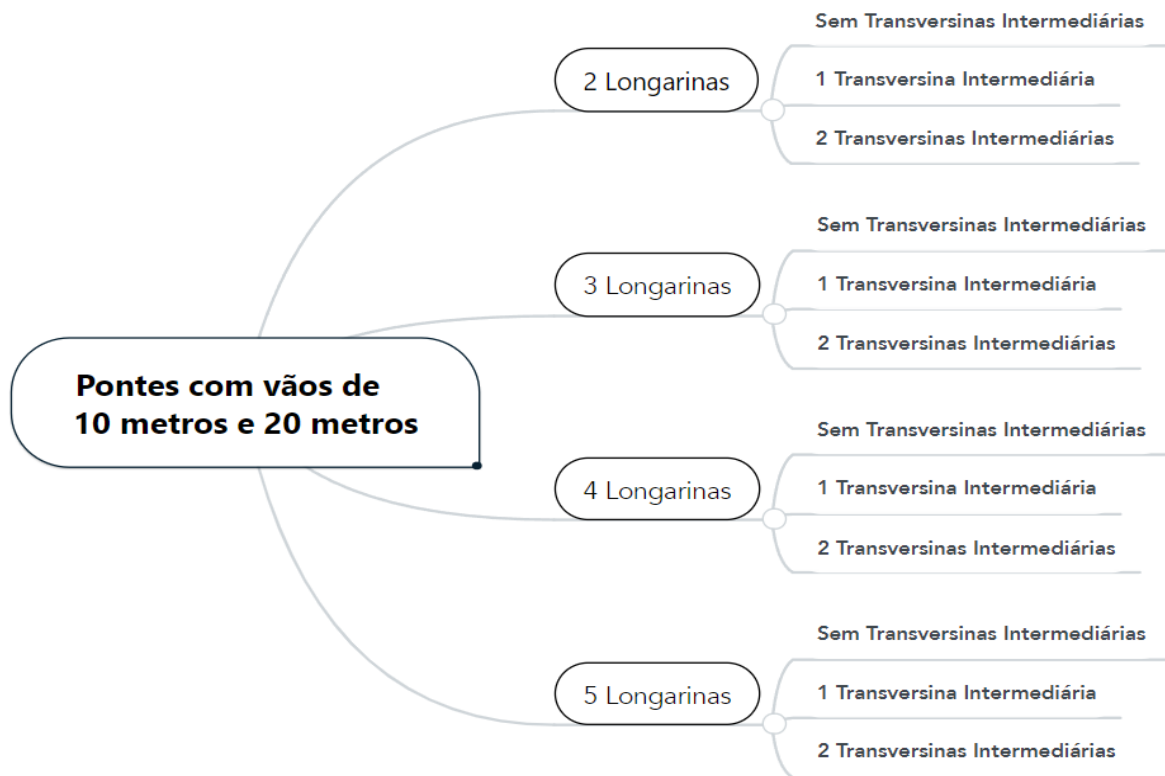 Pontes com vãos de
10 metros e 20 metros
2 Longarinas
Sem Transversinas Intermediárias
1 Transversina Intermediária
2 Transversinas Intermediárias
3 Longarinas
Sem Transversinas Intermediárias
1 Transversina Intermediária
2 Transversinas Intermediárias
4 Longarinas
Sem Transversinas Intermediárias
1 Transversina Intermediária
2 Transversinas Intermediárias
5 Longarinas
Sem Transversinas Intermediárias
1 Transversina Intermediária
2 Transversinas Intermediárias